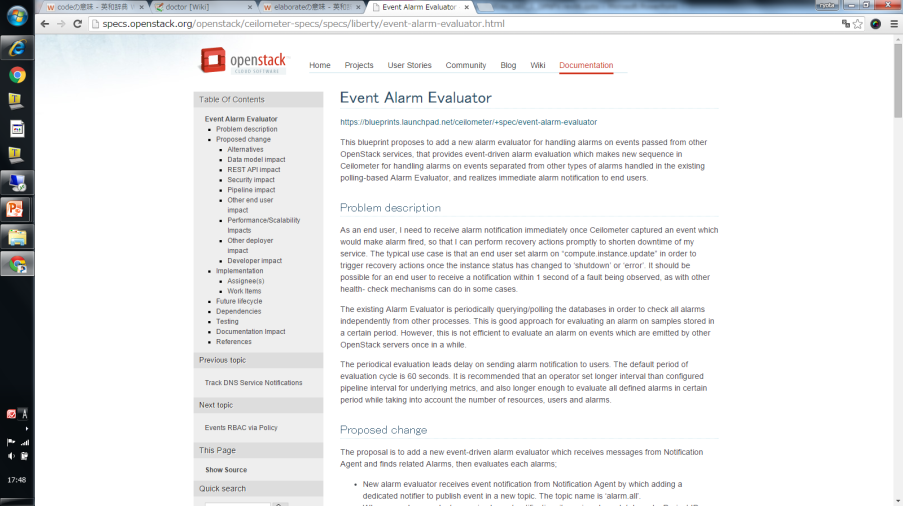 codeの意味 - 英和辞典 W
doctor [Wiki]
elaborateの意味 - 英和
Event Alarm Evaluator
specs.openstack.org/openstack/ceilometer-specs/specs/liberty/event-alarm-evaluator.html
openstack
CLOUD SOFTWARE
Home Projects User Stories Community Blog Wiki Documentation
Table Of Contents
Event Alarm Evaluator
Problem description
Proposed change
Alternatives
Data model impact
REST API impact
Security impact
Pipeline impact
Other end user
impact
Performance/Scalability
Impacts
Other deployer
impact
Developer impact
Implementation
Assignee(s)
Work Items
Future lifecycle
Dependencies
Testing
Documentation Impact
References
Previous topic
Track DNS Service Notifications
Next topic
Events RBAC via Policy
This Page
Show Source
Quick search
Event Alarm Evaluator
https://blueprints.launchpad.net/ceilometer/+spec/event-alarm-evaluator
This blueprint proposes to add a new alarm evaluator for handling alarms on events passed from other
OpenStack services, that provides event-driven alarm evaluation which makes new sequence in
Ceilometer for handling alarms on events separated from other types of alarms handled in the existing
polling-based Alarm Evaluator, and realizes immediate alarm notification to end users.
Problem description
As an end user, I need to receive alarm notification immediately once Ceilometer captured an event which
would make alarm fired, so that I can perform recovery actions promptly to shorten downtime of my
service. The typical use case is that an end user set alarm on "compute.instance.update" in order to
trigger recovery actions once the instance status has changed to 'shutdown' or 'error'. It should be
possible for an end user to receive a notification within 1 second of a fault being observed, as with other
health- check mechanisms can do in some cases.
The existing Alarm Evaluator is periodically querying/polling the databases in order to check all alarms
independently from other processes. This is good approach for evaluating an alarm on samples stored in
a certain period. However, this is not efficient to evaluate an alarm on events which are emitted by other
OpenStack servers once in a while.
The periodical evaluation leads delay on sending alarm notification to users. The default period of
evaluation cycle is 60 seconds. It is recommended that an operator set longer interval than configured
pipeline interval for underlying metrics, and also longer enough to evaluate all defined alarms in certain
period while taking into account the number of resources, users and alarms.
Proposed change
The proposal is to add a new event-driven alarm evaluator which receives messages from Notification
Agent and finds related Alarms, then evaluates each alarms;
New alarm evaluator receives event notification from Notification Agent by which adding a
dedicated notifier to publish event in a new topic. The topic name is 'alarm.all'.
17:48